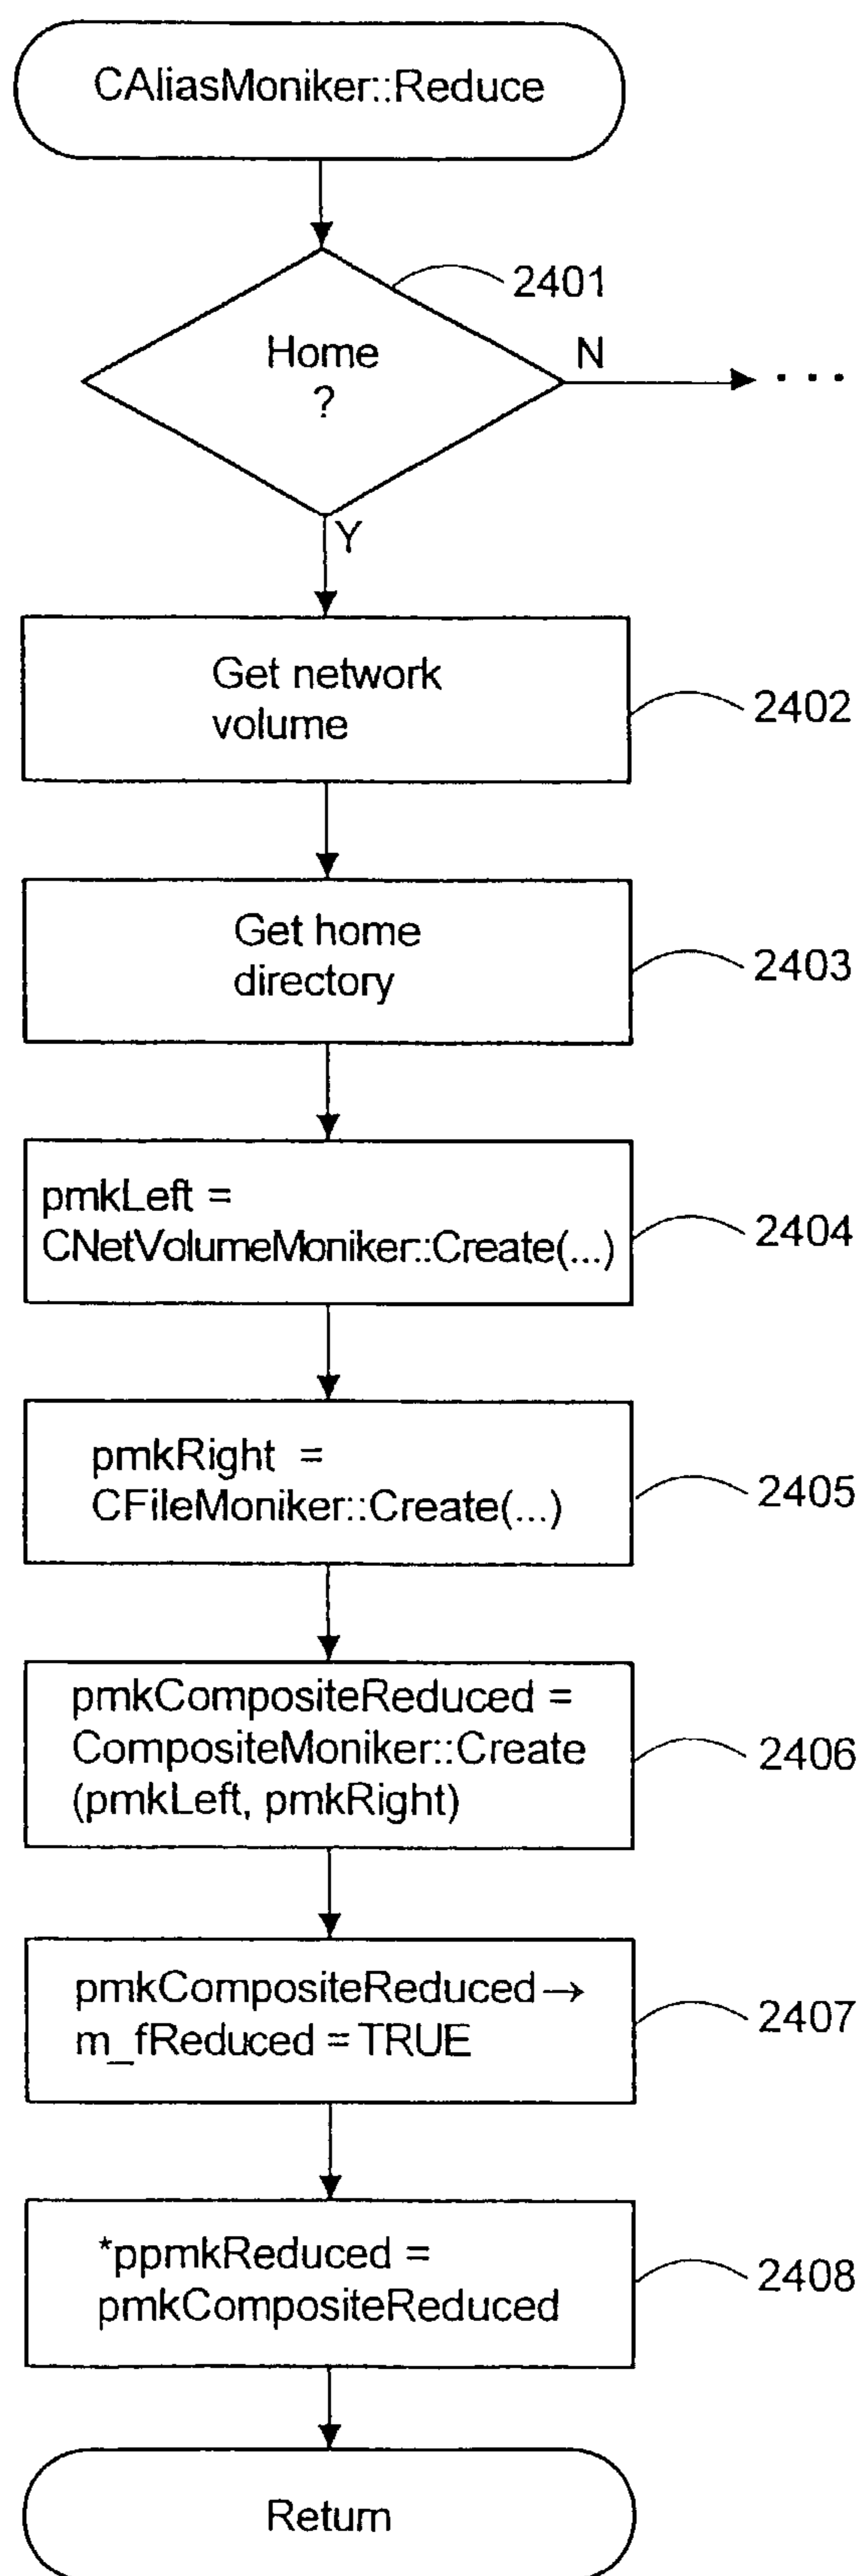 CAliasMoniker::Reduce
2401
Home
?
N
...
Y
Get network
volume
2402
Get home
directory
2403
pmkLeft =
CNetVolumeMoniker::Create(...)
2404
pmkRight =
CFileMoniker::Create(...)
2405
pmkCompositeReduced =
CompositeMoniker::Create
(pmkLeft, pmkRight)
2406
pmkCompositeReduced→
m_fReduced = TRUE
2407
*ppmkReduced =
pmkCompositeReduced
2408
Return